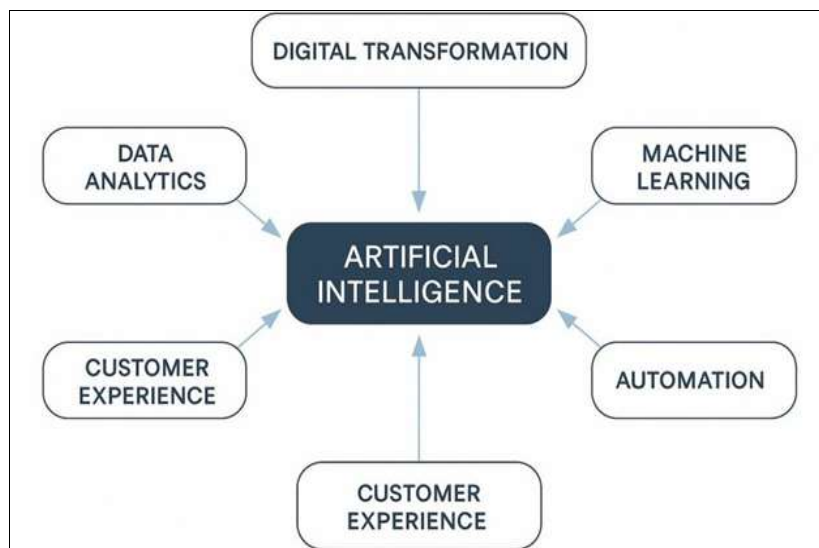 DIGITAL TRANSFORMATION
DATA
ANALYTICS
MACHINE
LEARNING
ARTIFICIAL
INTELLIGENCE
CUSTOMER
EXPERIENCE
AUTOMATION
CUSTOMER
EXPERIENCE